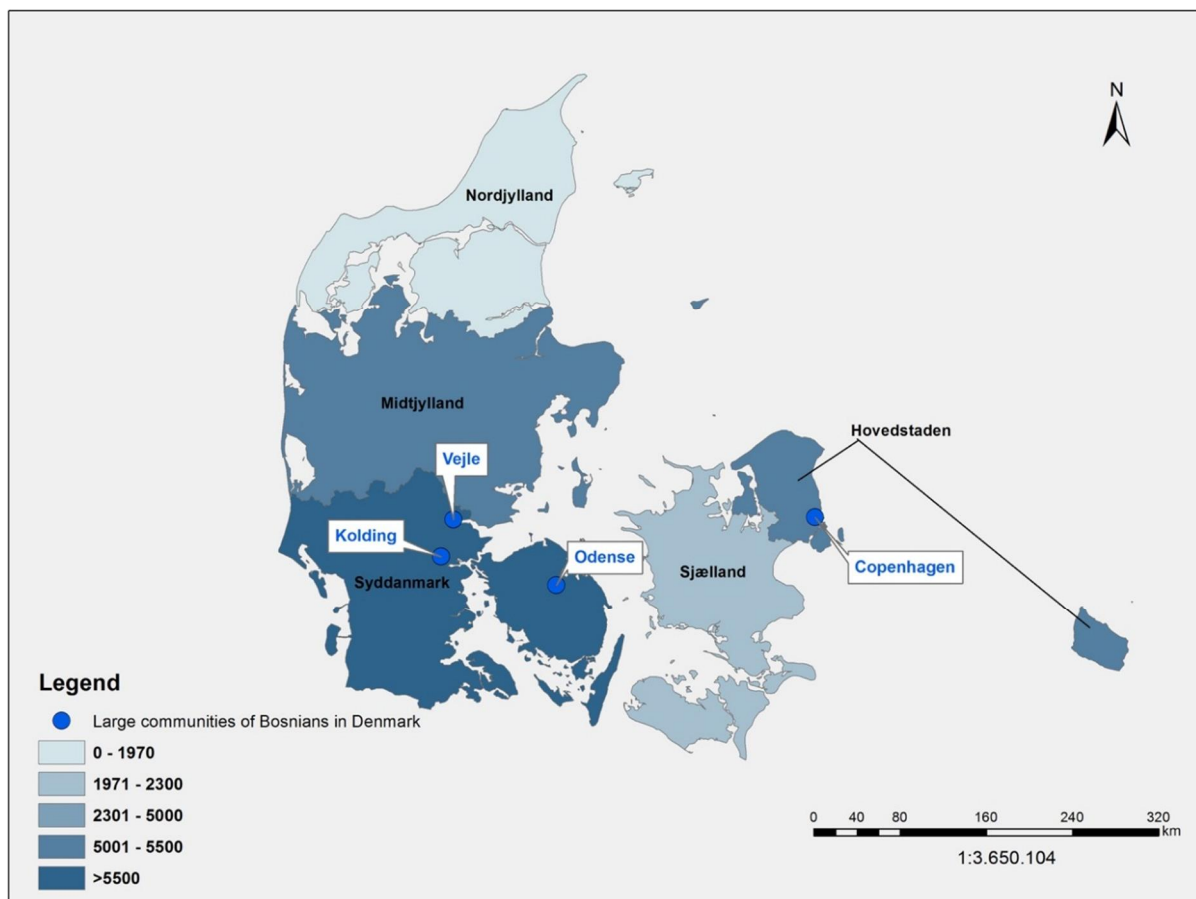 N
Nordjylland
Midtjylland
Hovedstaden
Vejle
Kolding
Odense
Copenhagen
Syddanmark
Sjælland
Legend
Large communities of Bosnians in Denmark
0 - 1970
1971 - 2300
2301 - 5000
5001 - 5500
>5500
0 40 80 160 240 320
km
1:3.650.104